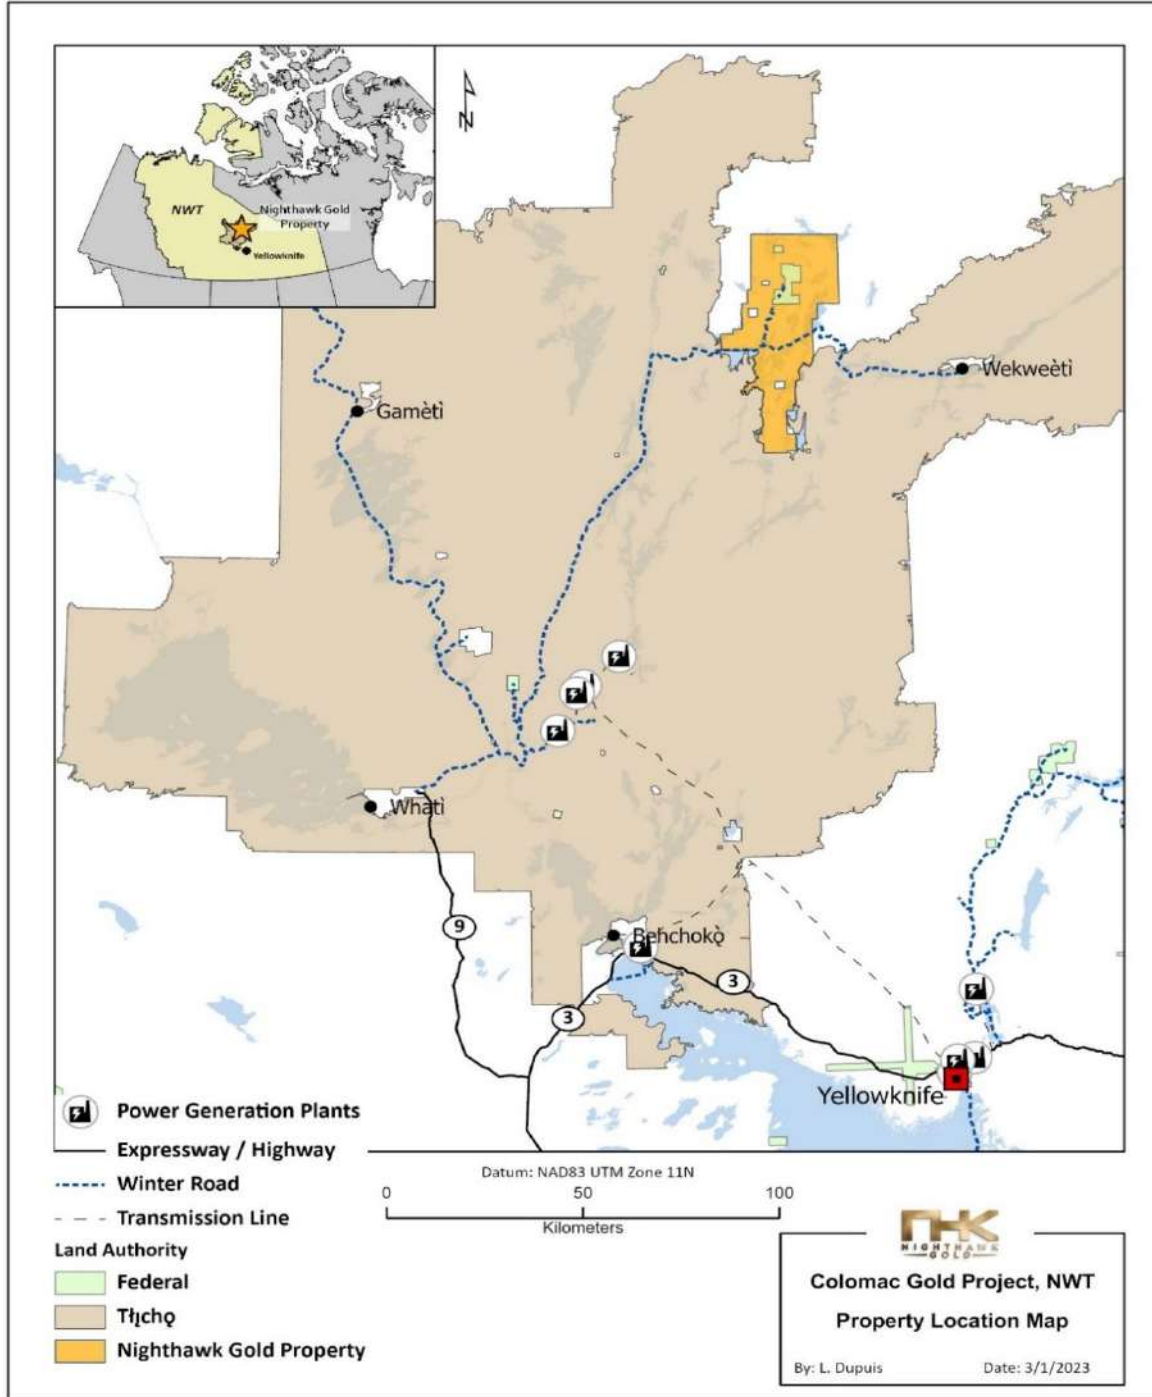 NWT
Nighthawk Gold
Property
Yellowknife
N
Wekweètì
Gamètì
Whatì
9
Behchokǫ̀
3
3
Yellowknife
Power Generation Plants
Expressway / Highway
Winter Road
Transmission Line
Land Authority
Federal
Tłı̨chǫ
Nighthawk Gold Property
Datum: NAD83 UTM Zone 11N
0 50 100
Kilometers
NHK
NIGHTHAWK
GOLD
Colomac Gold Project, NWT
Property Location Map
By: L. Dupuis Date: 3/1/2023